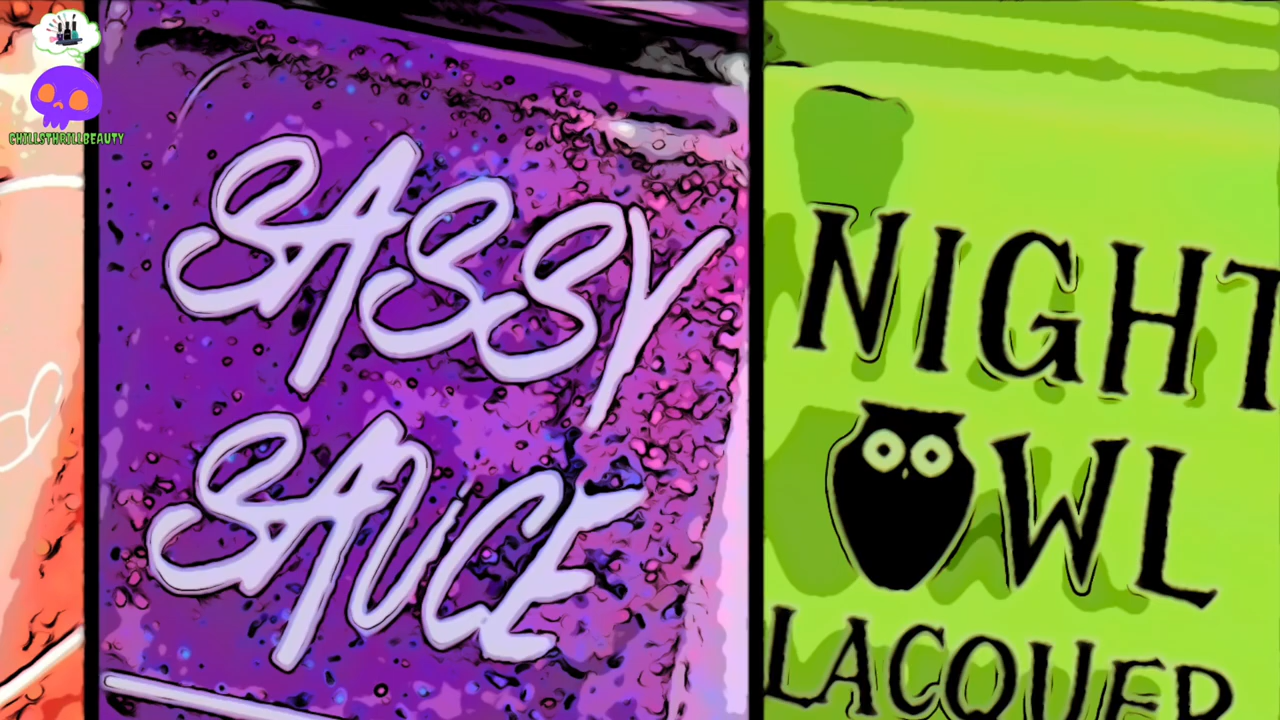 CHILLSTHRILLBEAUTY
SASSY
SAUCE
NIGHT
OWL
LACQUER